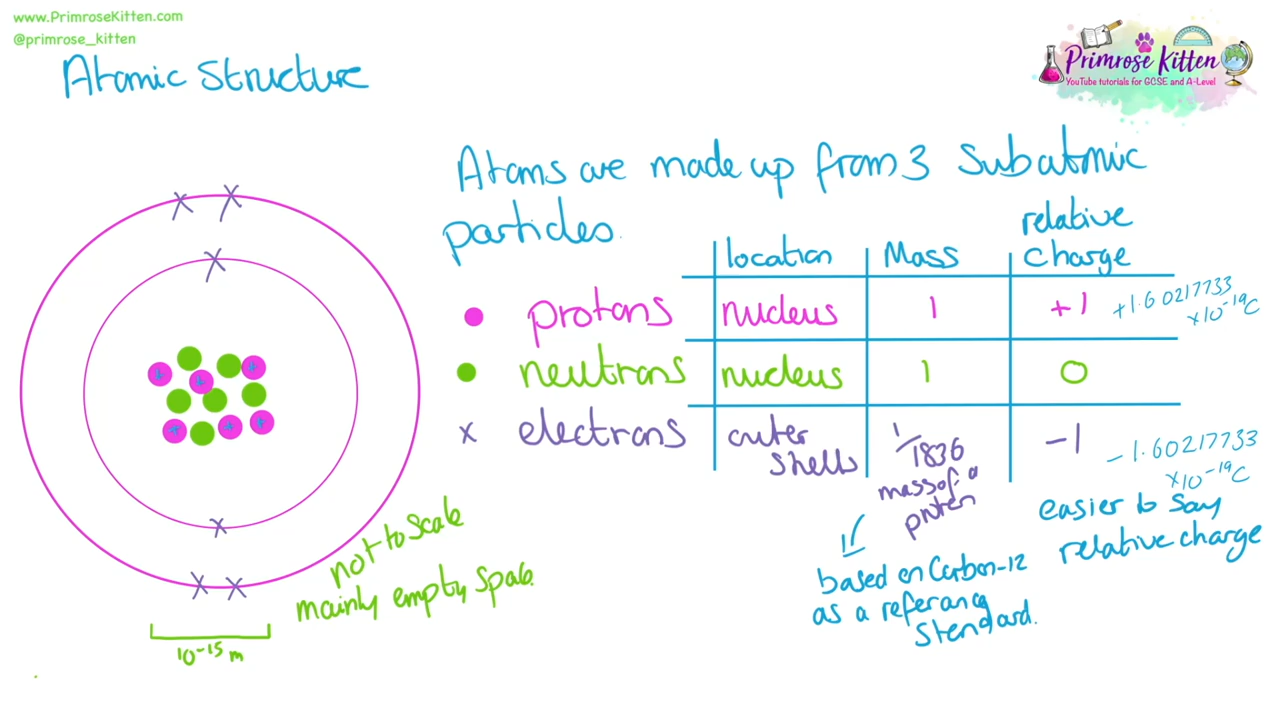 www.PrimroseKitten.com
@primrose_kitten
Primrose Kitten
YouTube tutorials for GCSE and A-Level
Atomic Structure
Atoms are made up from 3 Subatomic
particles.
location
Mass
relative
Charge
protons
nucleus
1
+1
+1.60217733
×10⁻¹⁹C
neutrons
nucleus
1
0
x electrons
outer
shells
1/1836
mass of a
proton
-1
-1.60217733
×10⁻¹⁹C
easier to say
relative charge
based on Carbon-12
as a referance
standard.
not to scale
mainly empty space
10⁻¹⁵ m
+
+
+
+
+
+